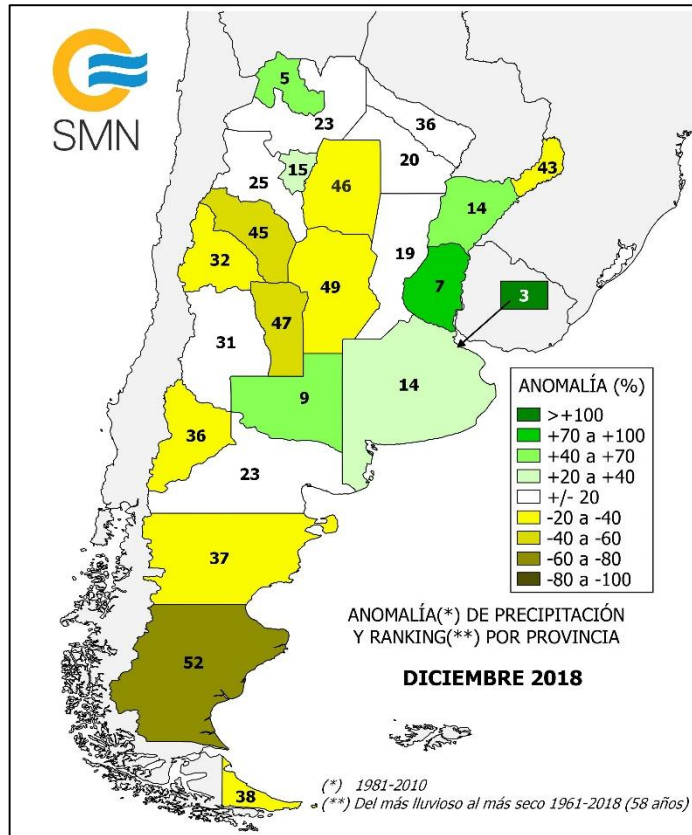 SMN
5
23
36
20
15
25
46
43
14
45
32
19
7
3
49
47
31
14
9
36
23
37
52
38
ANOMALÍA (%)
>+100
+70 a +100
+40 a +70
+20 a +40
+/- 20
-20 a -40
-40 a -60
-60 a -80
-80 a -100
ANOMALÍA(*) DE PRECIPITACIÓN
Y RANKING(**) POR PROVINCIA
DICIEMBRE 2018
(*) 1981-2010
(**) Del más lluvioso al más seco 1961-2018 (58 años)